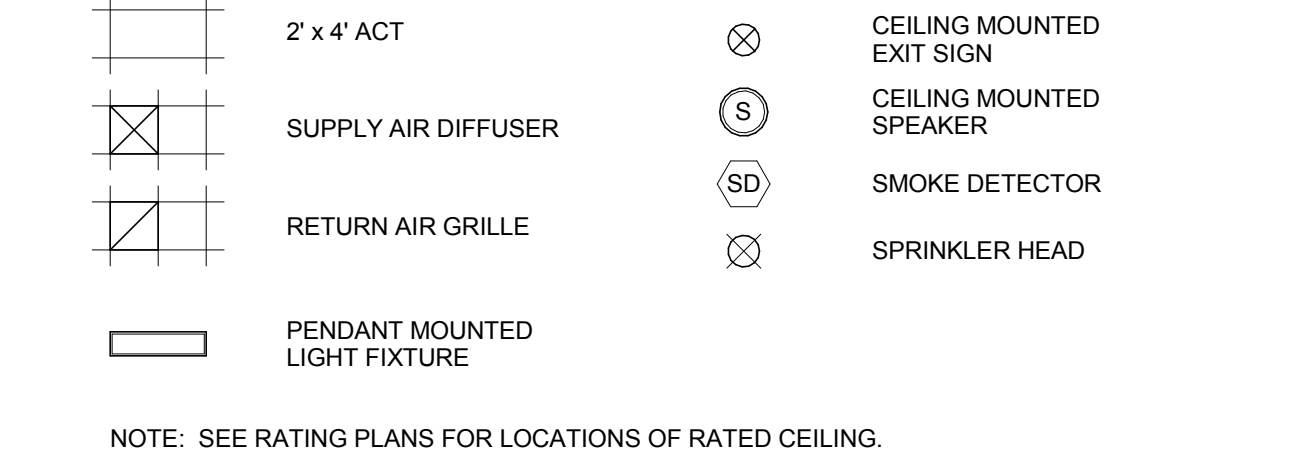 2' x 4' ACT
SUPPLY AIR DIFFUSER
RETURN AIR GRILLE
PENDANT MOUNTED
LIGHT FIXTURE
CEILING MOUNTED
EXIT SIGN
S
CEILING MOUNTED
SPEAKER
SD
SMOKE DETECTOR
SPRINKLER HEAD
NOTE: SEE RATING PLANS FOR LOCATIONS OF RATED CEILING.